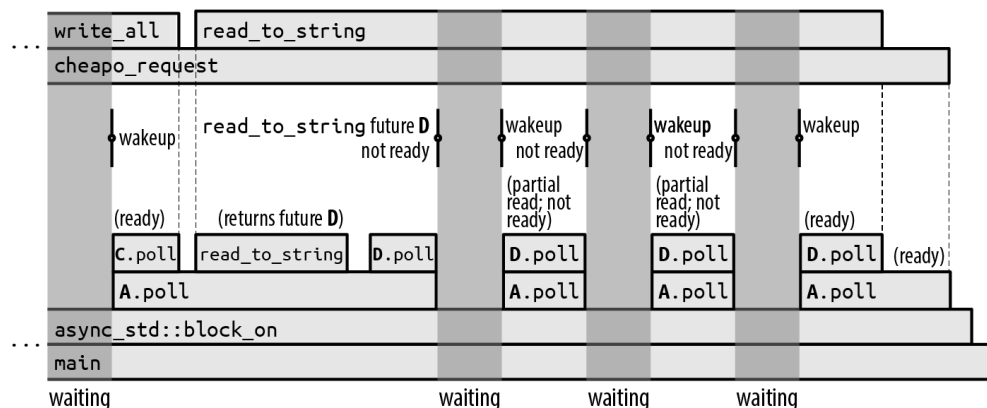 write_all read_to_string
...
cheapo_request
wakeup
read_to_string future D
not ready
wakeup
not ready
wakeup
not ready
wakeup
(ready)
(returns future D)
(partial
read; not
ready)
(partial
read; not
ready)
(ready)
(ready)
C.poll read_to_string D.poll D.poll D.poll D.poll
A.poll A.poll A.poll A.poll
async_std::block_on
...
main
waiting waiting waiting waiting